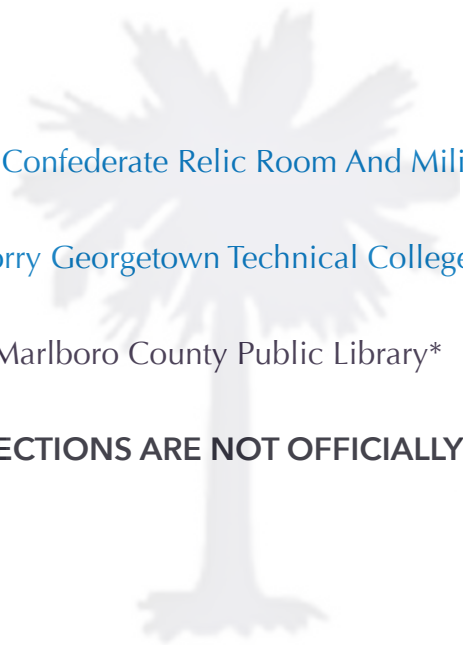 Confederate Relic Room And Mili
orry Georgetown Technical College
Marlboro County Public Library*
ECTIONS ARE NOT OFFICIALLY